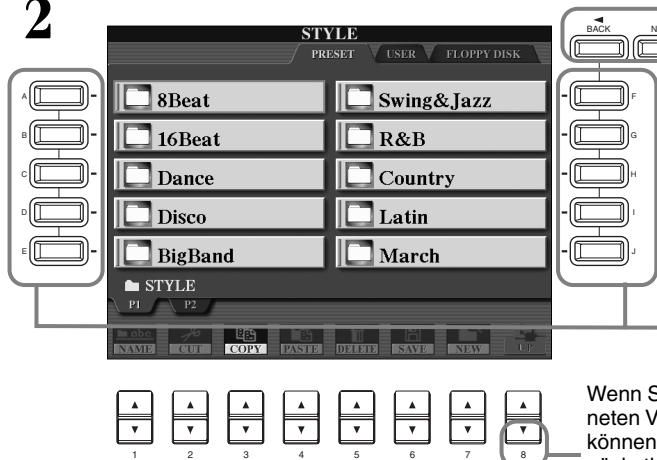 2
STYLE
PRESET USER FLOPPY DISK
BACK
A 8Beat Swing&Jazz F
B 16Beat R&B G
C Dance Country H
D Disco Latin I
E BigBand March J
STYLE
P1 P2
NAME CUT COPY PASTE DELETE SAVE NEW UP
Wenn S
neten V
können
1 2 3 4 5 6 7 8